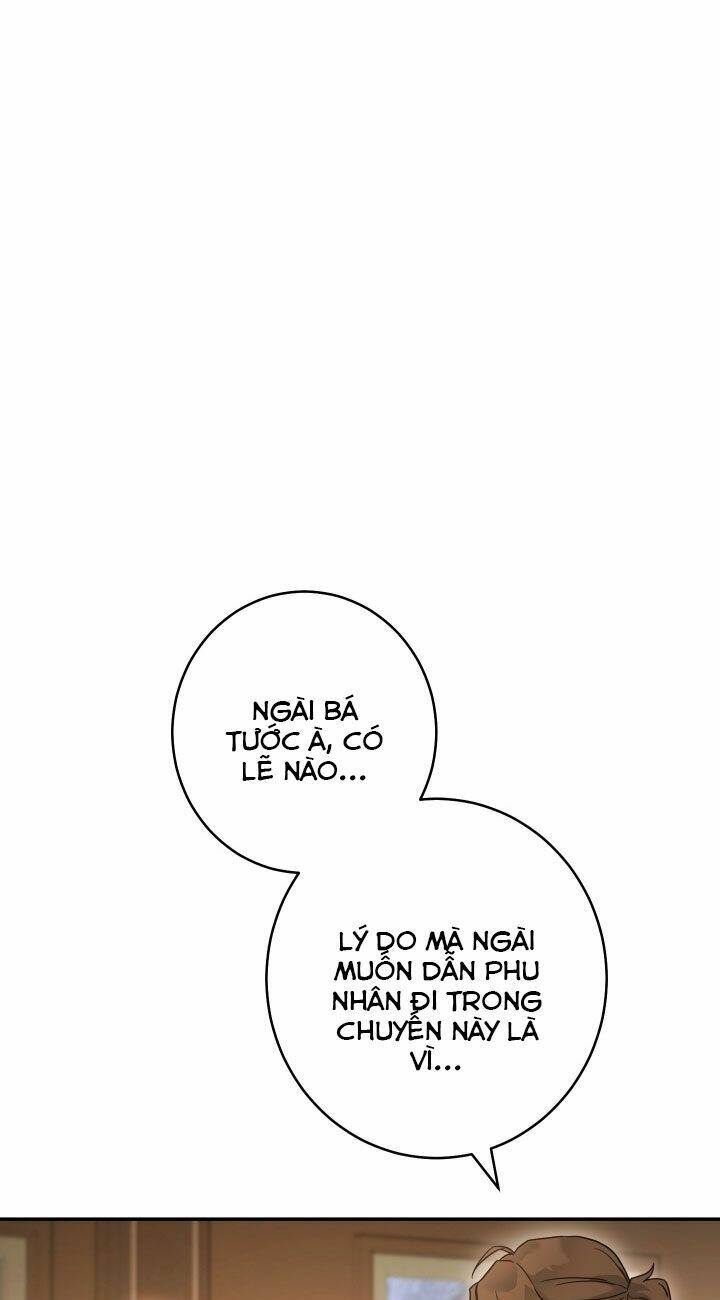 NGÀI BÁ
TƯỚC À, CÓ
LẼ NÀO...
LÝ DO MÀ NGÀI
MUỐN DẪN PHU
NHÂN ĐI TRONG
CHUYẾN NÀY LÀ
VÌ...